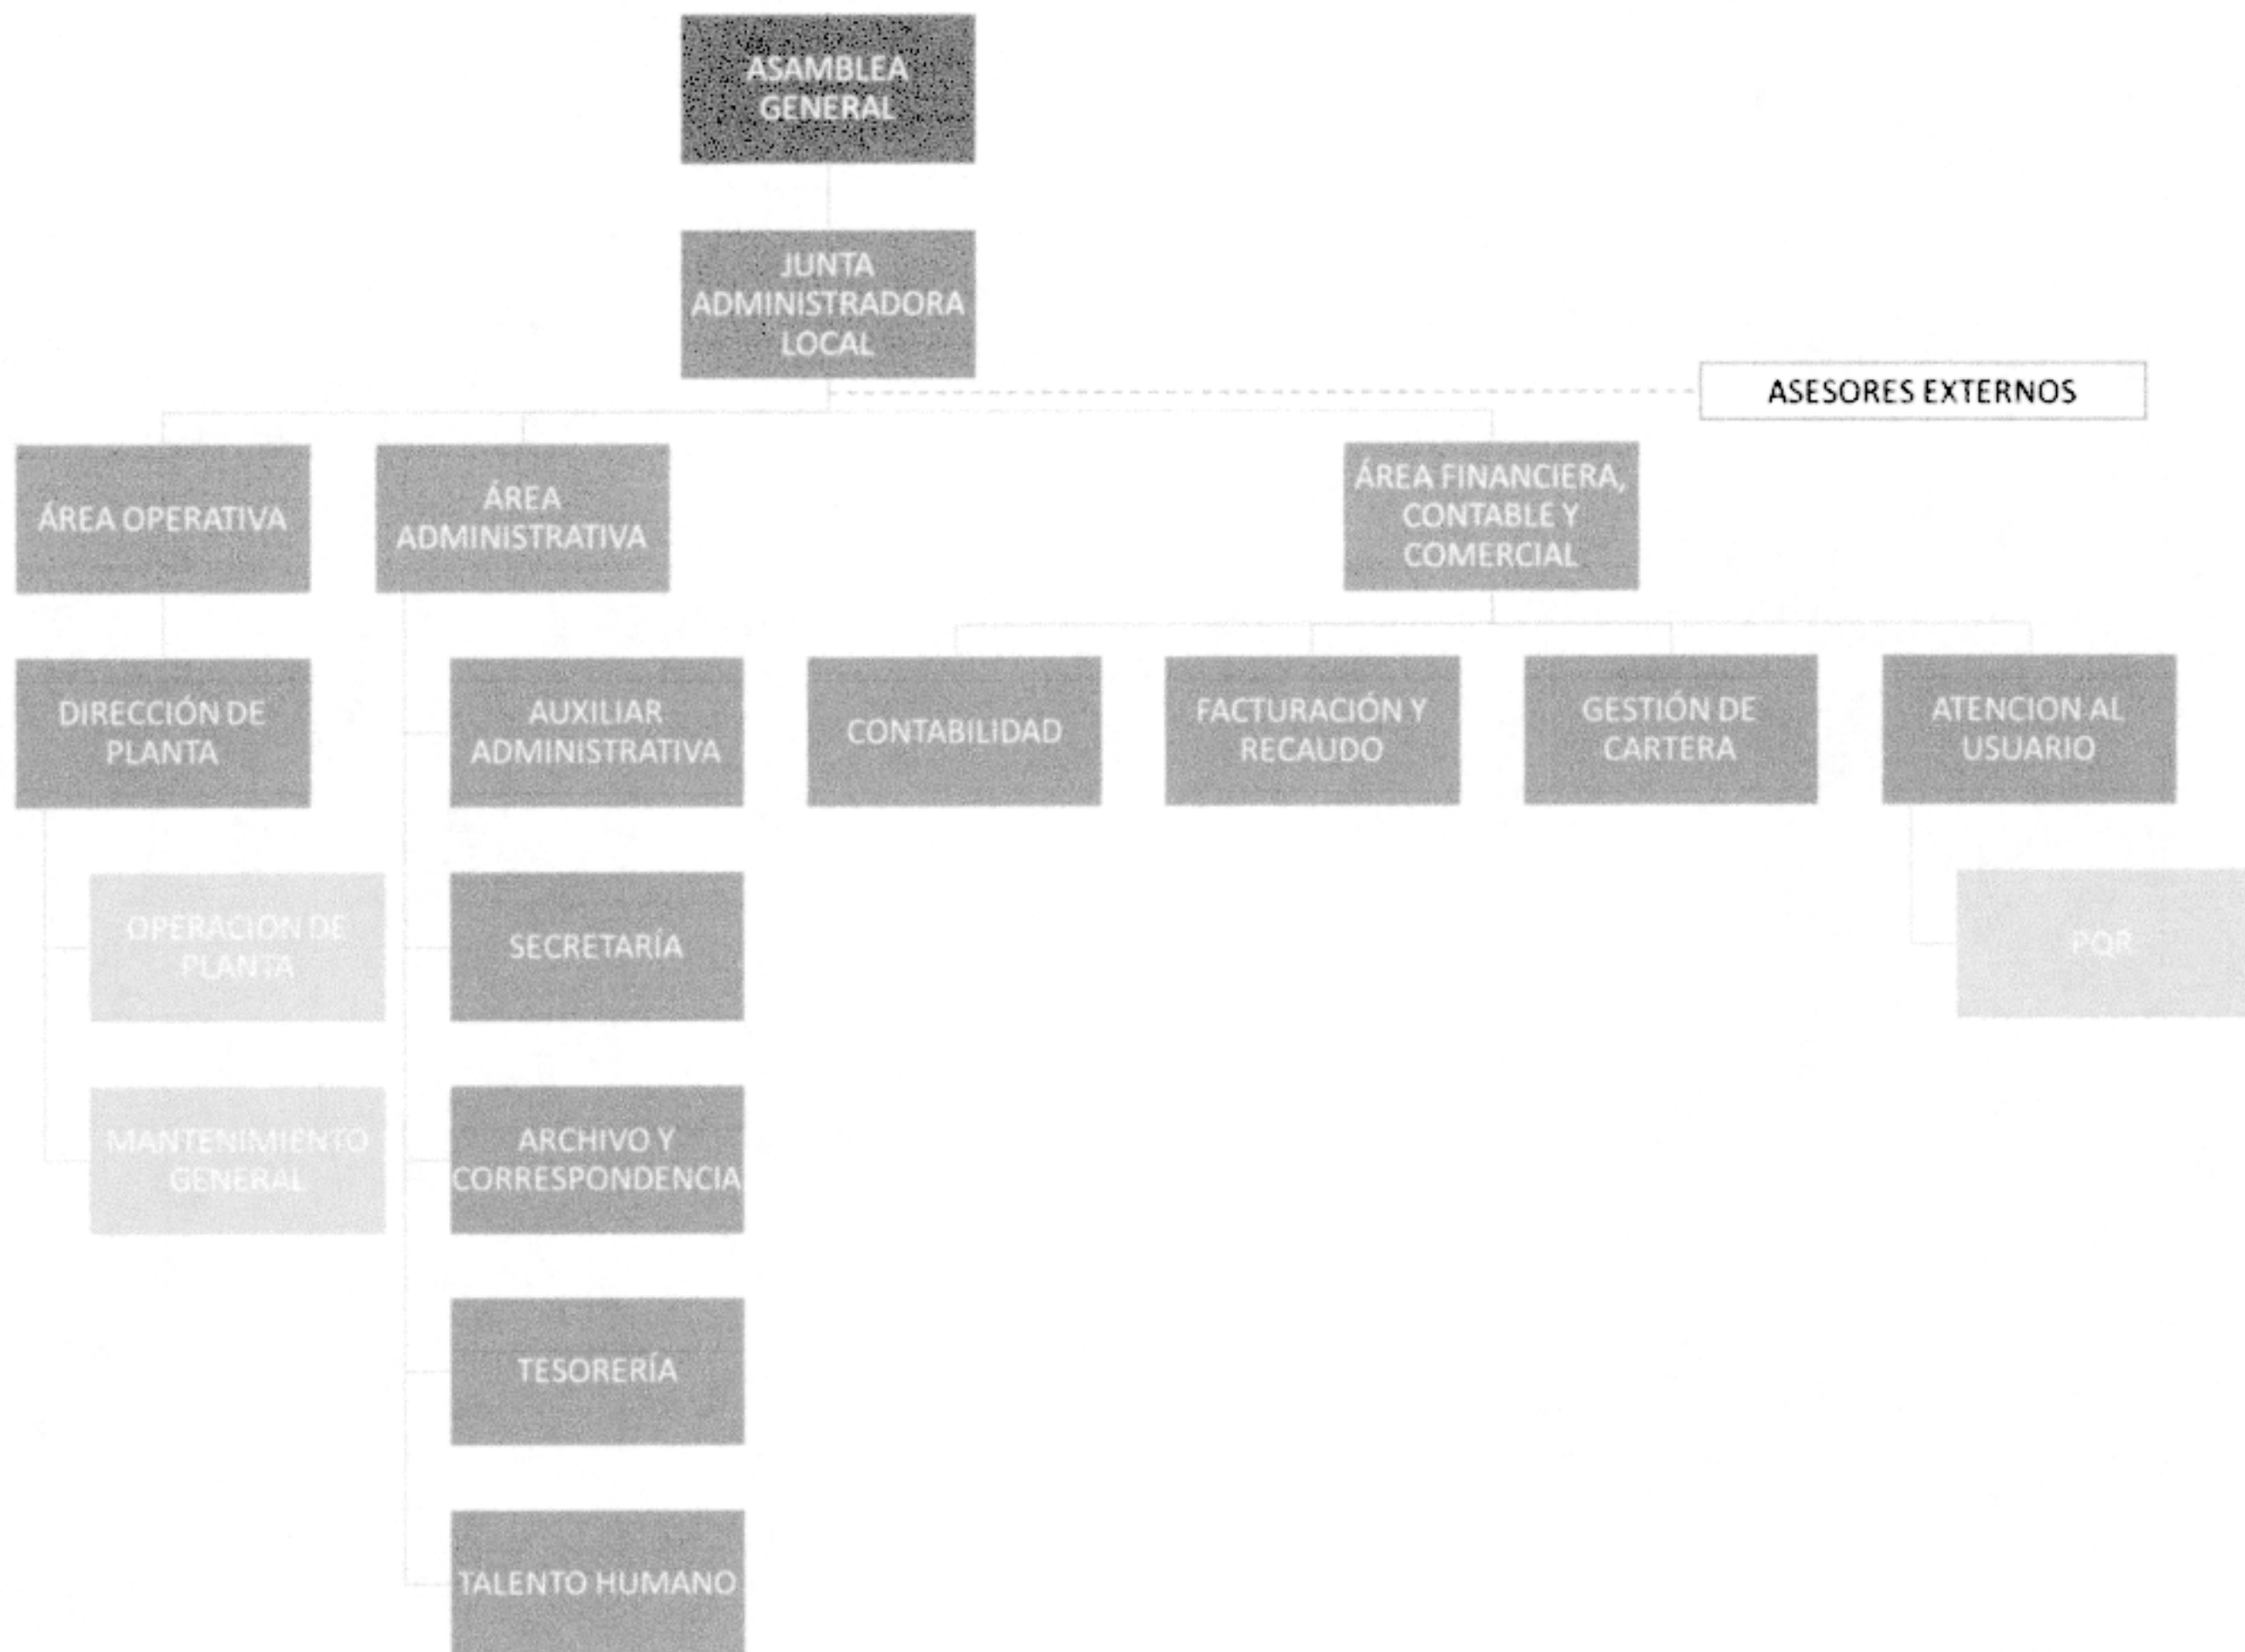 ASAMBLEA
GENERAL
JUNTA
ADMINISTRADORA
LOCAL
ASESORES EXTERNOS
ÁREA OPERATIVA
ÁREA
ADMINISTRATIVA
ÁREA FINANCIERA,
CONTABLE Y
COMERCIAL
DIRECCIÓN DE
PLANTA
AUXILIAR
ADMINISTRATIVA
CONTABILIDAD
FACTURACIÓN Y
RECAUDO
GESTIÓN DE
CARTERA
ATENCION AL
USUARIO
OPERACIÓN DE
PLANTA
SECRETARÍA
PQR
MANTENIMIENTO
GENERAL
ARCHIVO Y
CORRESPONDENCIA
TESORERÍA
TALENTO HUMANO